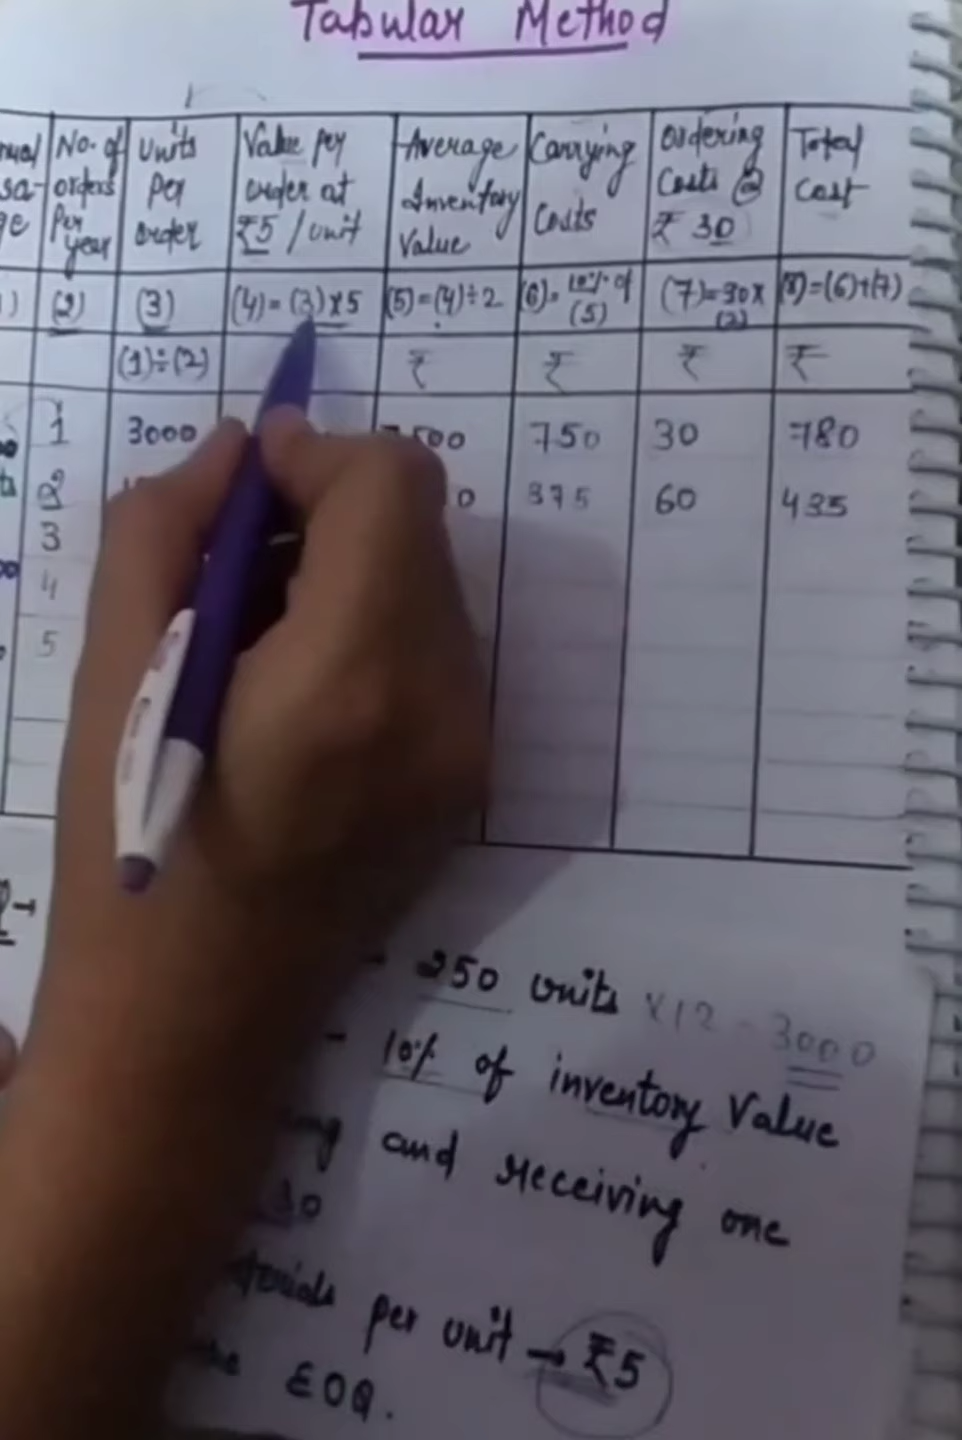 Tabular Method
No. of orders Per year
Units Per order
Value per order at ₹5 / unit
Average Inventory Value
Carrying Costs
Ordering Costs @ ₹ 30
Total Cost
(2) (3) (4) = (3) x 5 (5) = (4) ÷ 2 (6) = 10% of (5) (7) = 30 x (2) (8) = (6) + (7)
(1) ÷ (2) ₹ ₹ ₹ ₹
1 3000 750 30 780
2 375 60 435
3
4
5
250 units x 12 - 3000
- 10% of inventory Value
and receiving one
30
per unit → ₹5
EOQ.